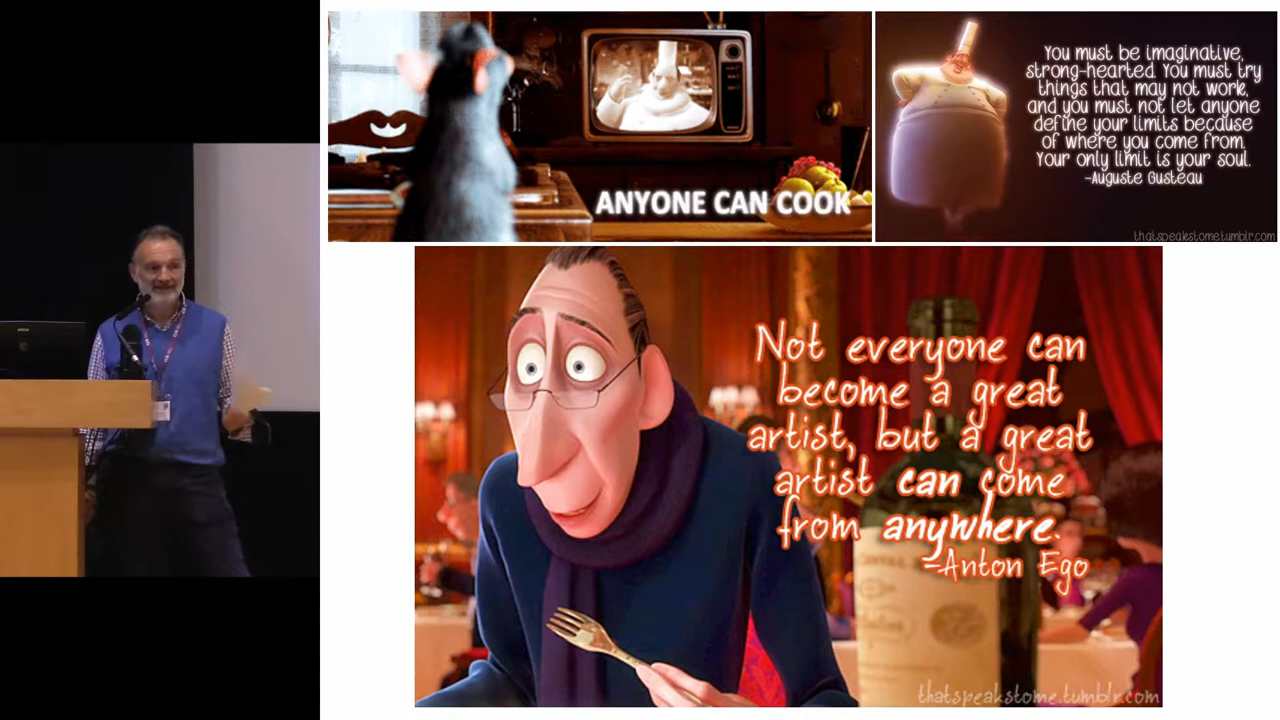 ANYONE CAN COOK
You must be imaginative,
strong-hearted. You must try
things that may not work,
and you must not let anyone
define your limits because
of where you come from.
Your only limit is your soul.
-Auguste Gusteau
thatspeakstome.tumblr.com
Not everyone can
become a great
artist, but a great
artist can come
from anywhere.
-Anton Ego
thatspeakstome.tumblr.com